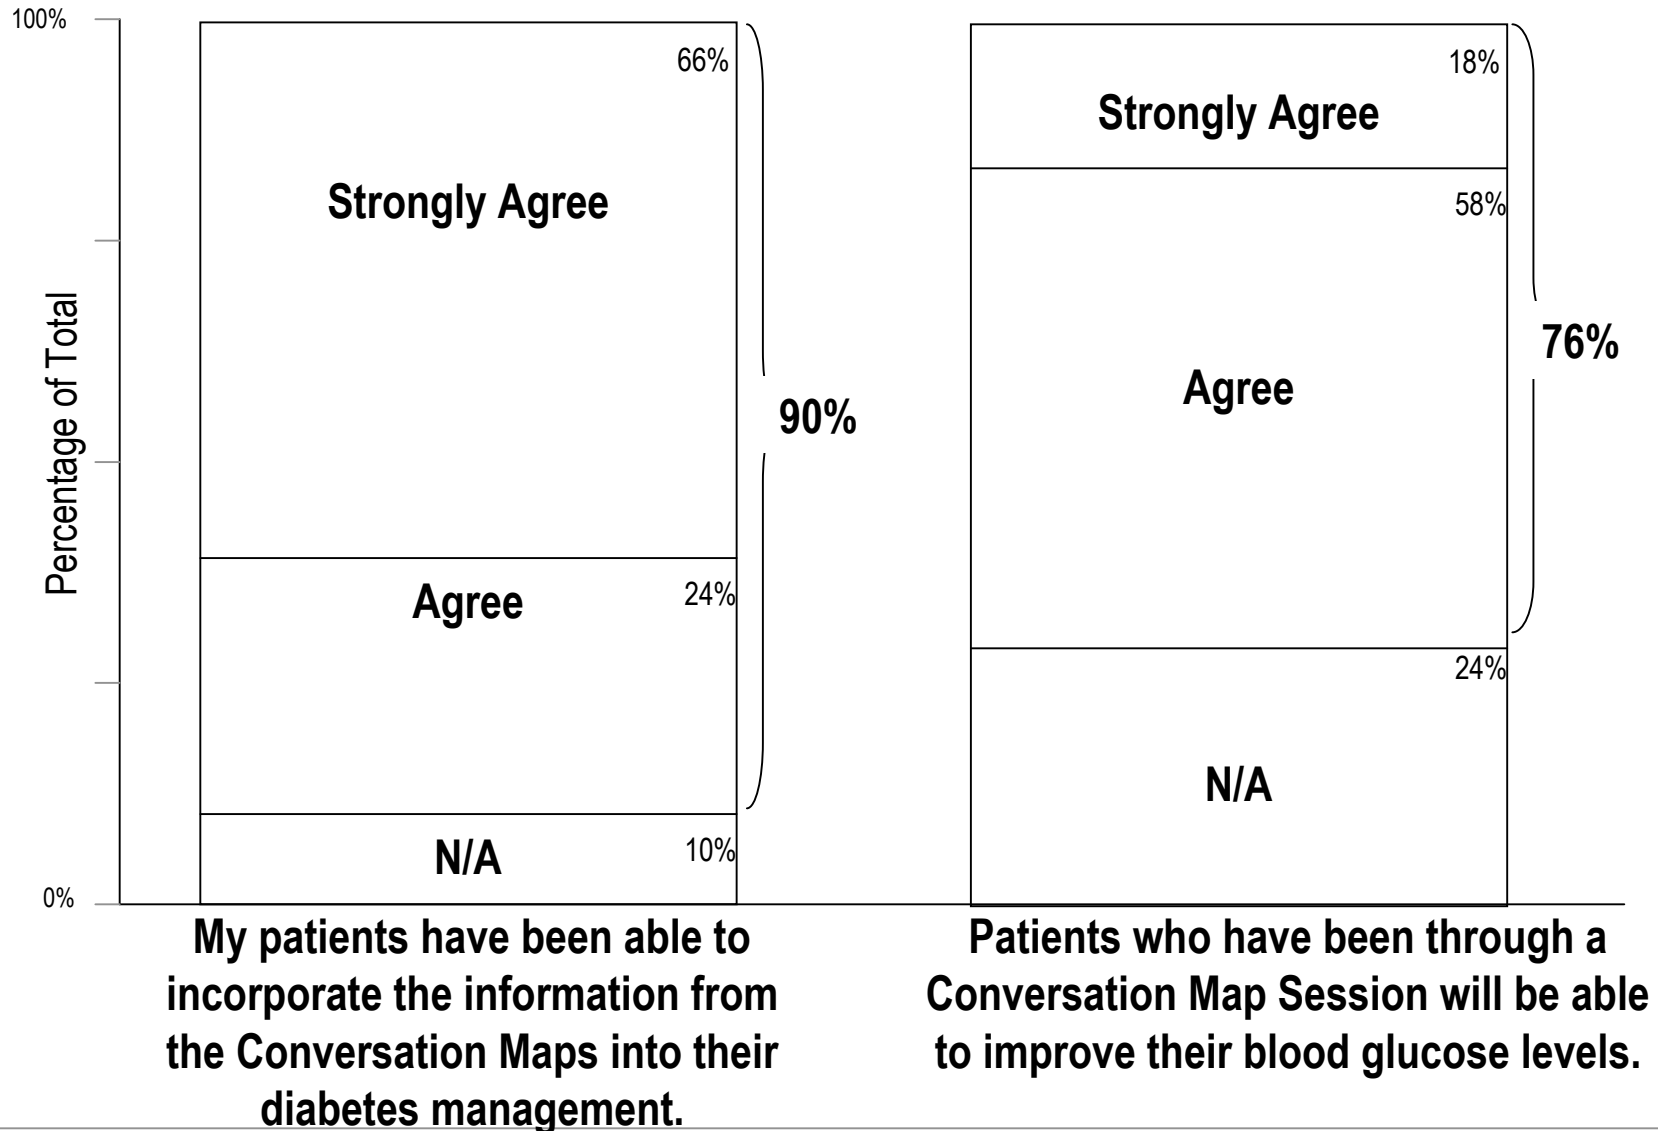 100%
66%
Strongly Agree
Agree
24%
N/A
10%
90%
18%
Strongly Agree
58%
Agree
24%
N/A
76%
Percentage of Total
0%
My patients have been able to
incorporate the information from
the Conversation Maps into their
diabetes management.
Patients who have been through a
Conversation Map Session will be able
to improve their blood glucose levels.